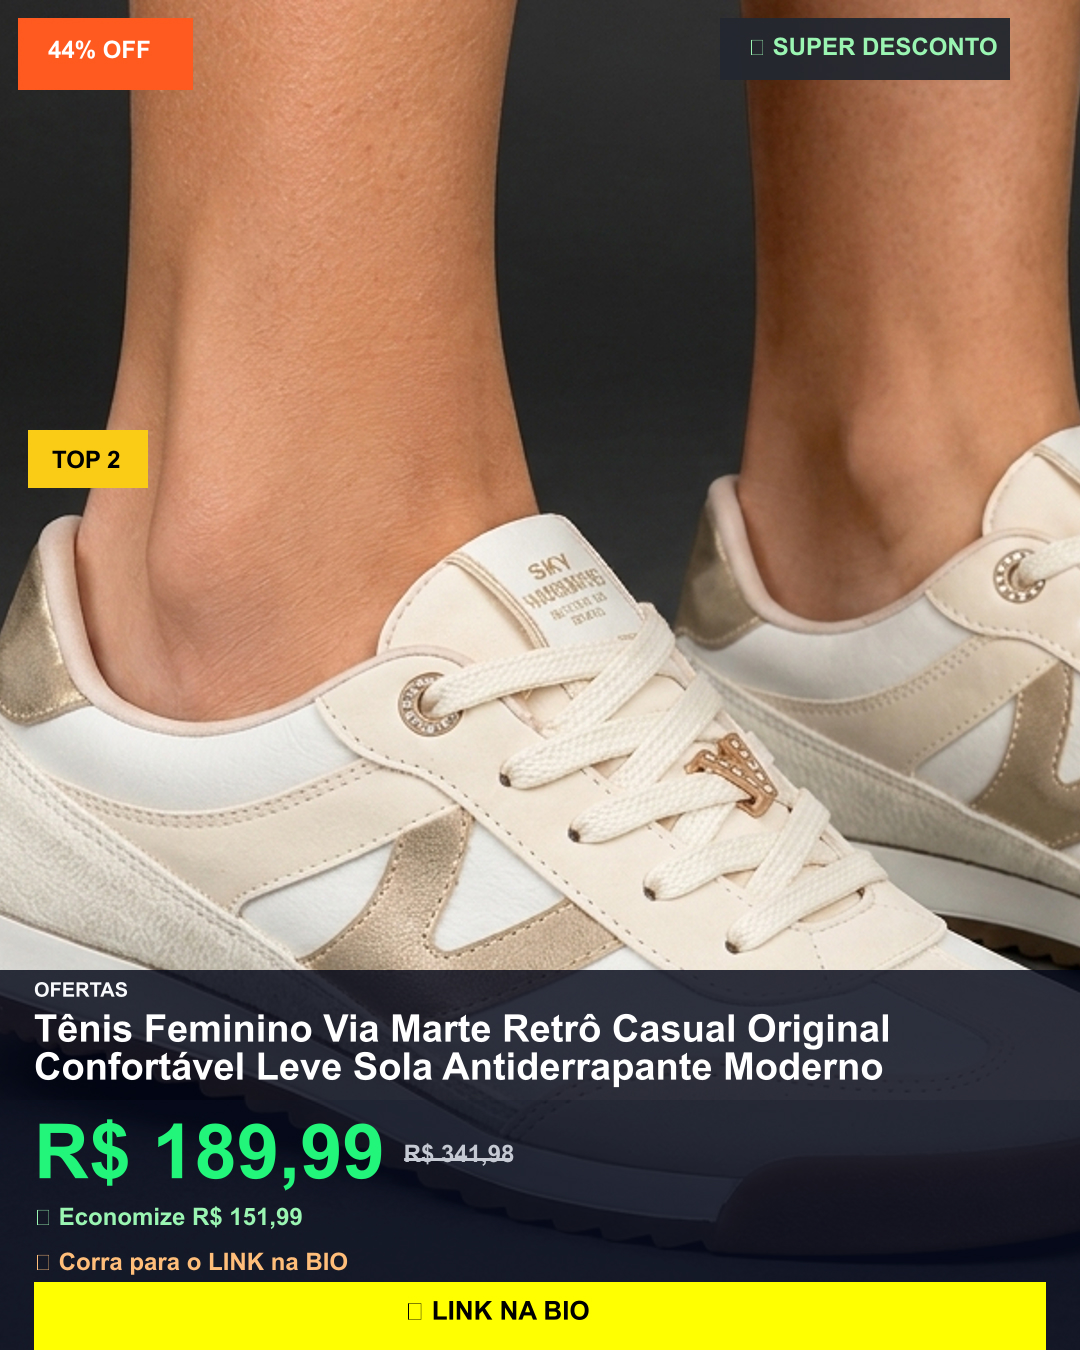 44% OFF
SUPER DESCONTO
TOP 2
SKY
OFERTAS
Tênis Feminino Via Marte Retrô Casual Original
Confortável Leve Sola Antiderrapante Moderno
R$ 189,99 R$ 341,98
Economize R$ 151,99
Corra para o LINK na BIO
LINK NA BIO